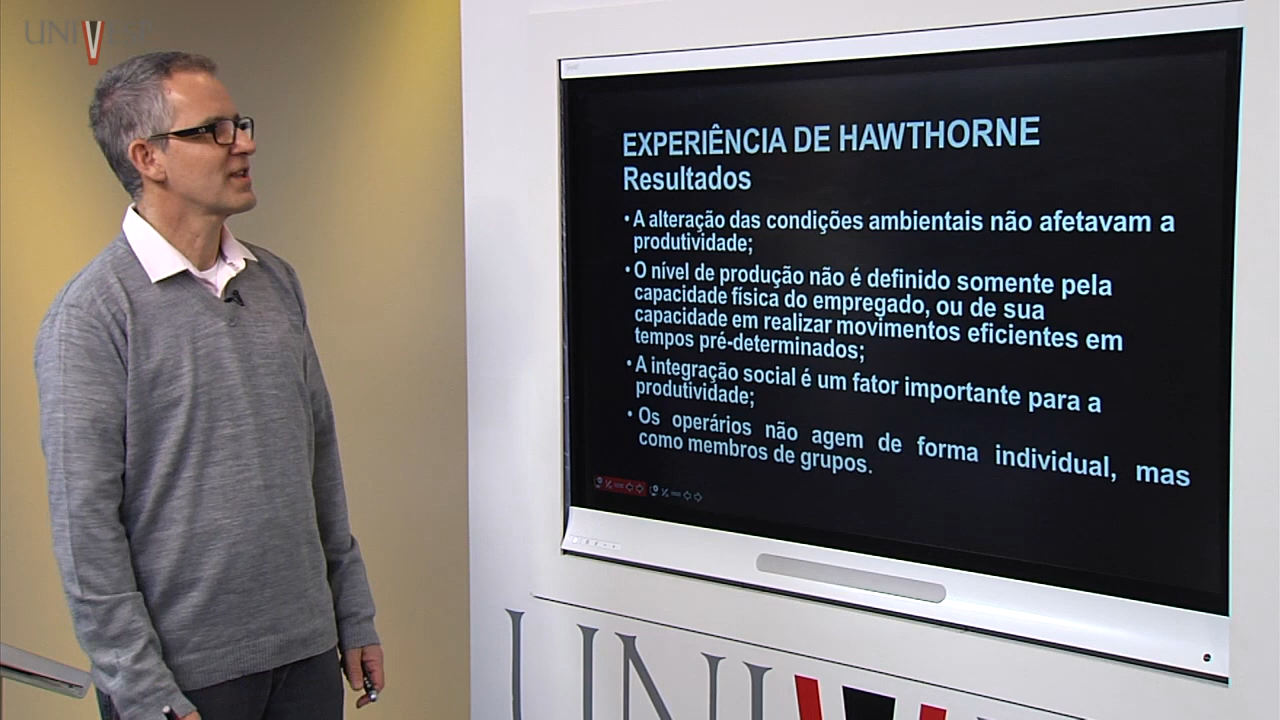 EXPERIÊNCIA DE HAWTHORNE
Resultados
• A alteração das condições ambientais não afetavam a
produtividade;
• O nível de produção não é definido somente pela
capacidade física do empregado, ou de sua
capacidade em realizar movimentos eficientes em
tempos pré-determinados;
• A integração social é um fator importante para a
produtividade;
• Os operários não agem de forma individual, mas
como membros de grupos.